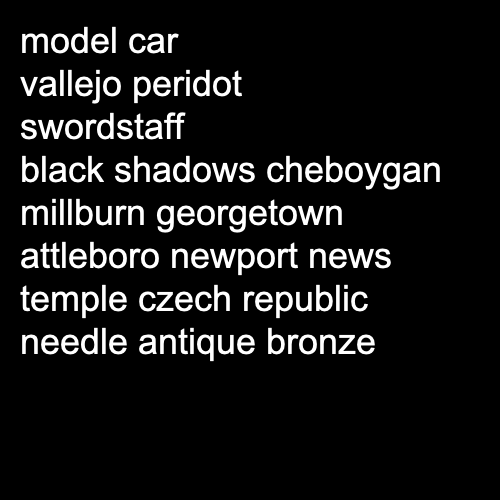 model car
vallejo peridot
swordstaff
black shadows cheboygan
millburn georgetown
attleboro newport news
temple czech republic
needle antique bronze